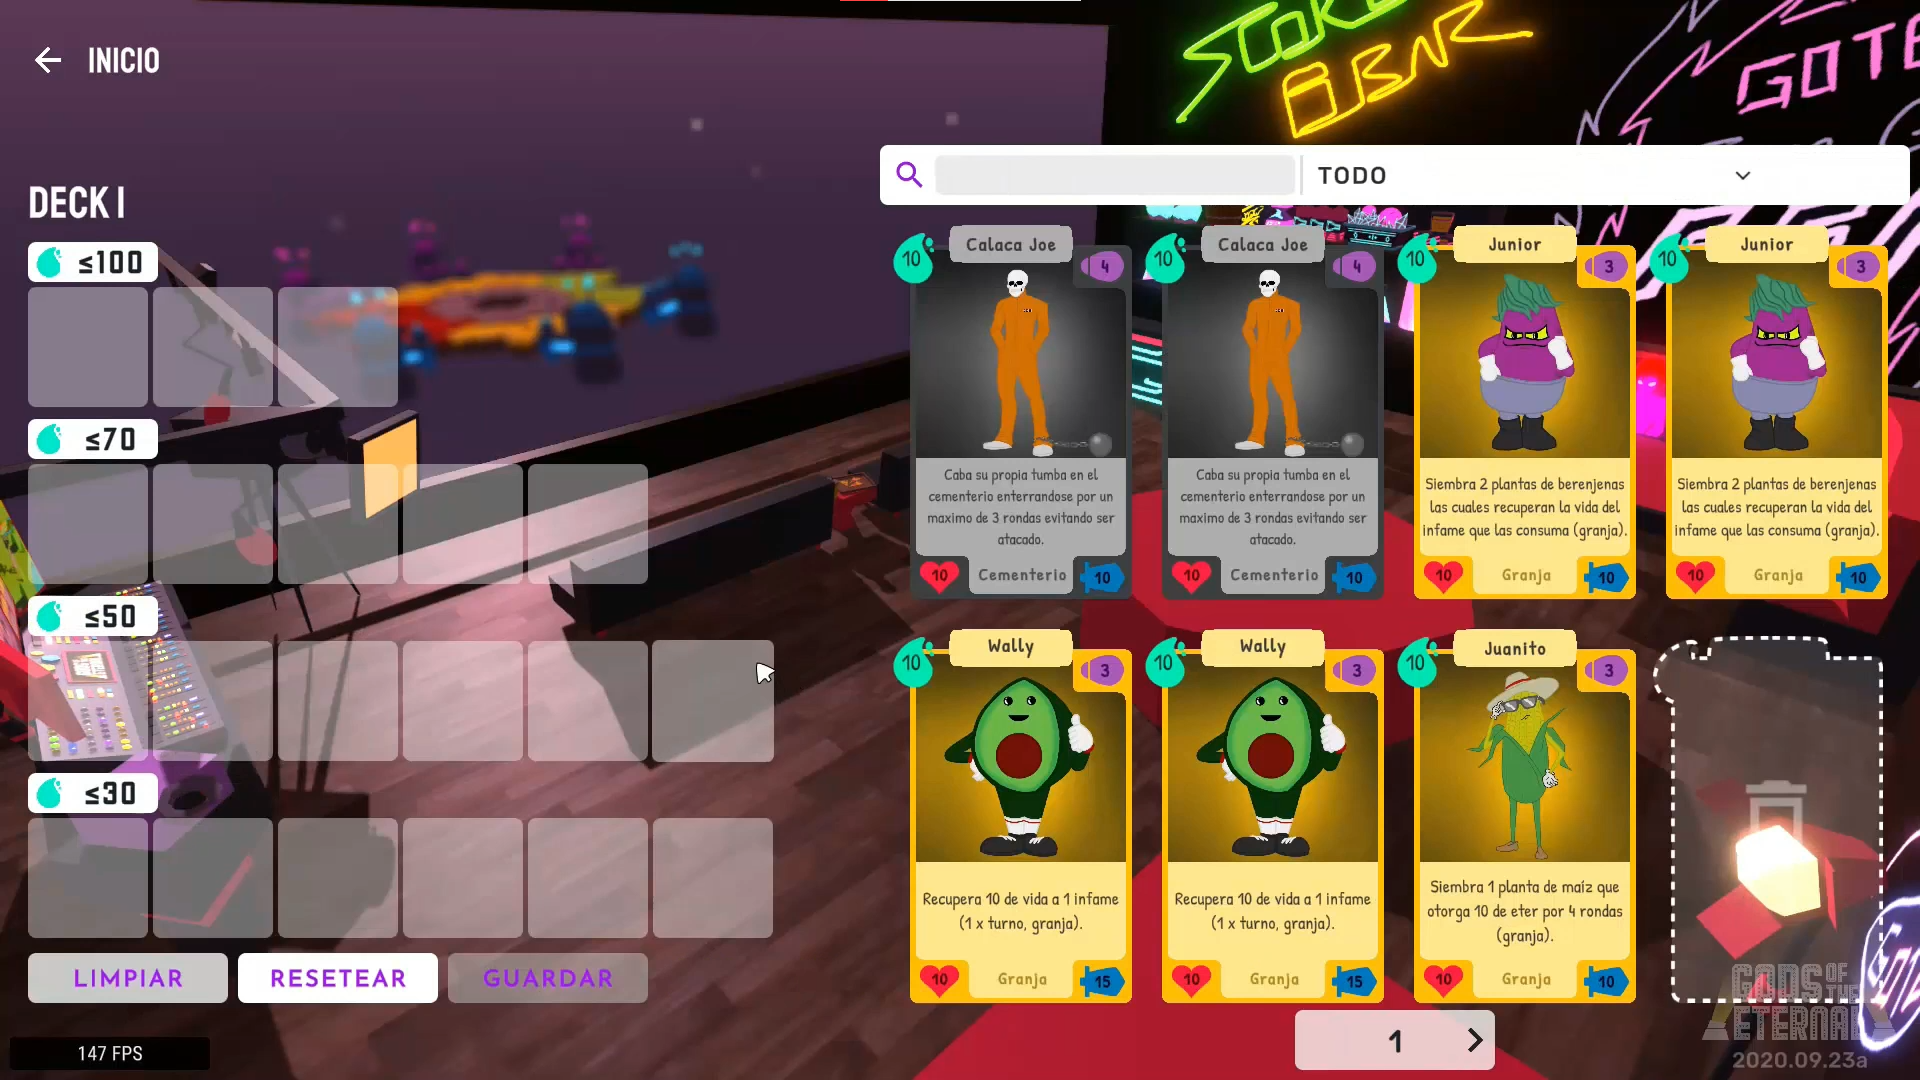 INICIO
DECK I
≤100
≤70
≤50
≤30
LIMPIAR
RESETEAR
GUARDAR
147 FPS
BAR
GOTE
TODO
10
Calaca Joe
4
Caba su propia tumba en el
cementerio enterrandose por un
maximo de 3 rondas evitando ser
atacado.
10
Cementerio
10
10
Calaca Joe
4
Caba su propia tumba en el
cementerio enterrandose por un
maximo de 3 rondas evitando ser
atacado.
10
Cementerio
10
10
Junior
3
Siembra 2 plantas de berenjenas
las cuales recuperan la vida del
infame que las consuma (granja).
10
Granja
10
10
Junior
3
Siembra 2 plantas de berenjenas
las cuales recuperan la vida del
infame que las consuma (granja).
10
Granja
10
10
Wally
3
Recupera 10 de vida a 1 infame
(1 x turno, granja).
10
Granja
15
10
Wally
3
Recupera 10 de vida a 1 infame
(1 x turno, granja).
10
Granja
15
10
Juanito
3
Siembra 1 planta de maíz que
otorga 10 de eter por 4 rondas
(granja).
10
Granja
10
1
GODS OF
THE
ETERNAL
2020.09.23a